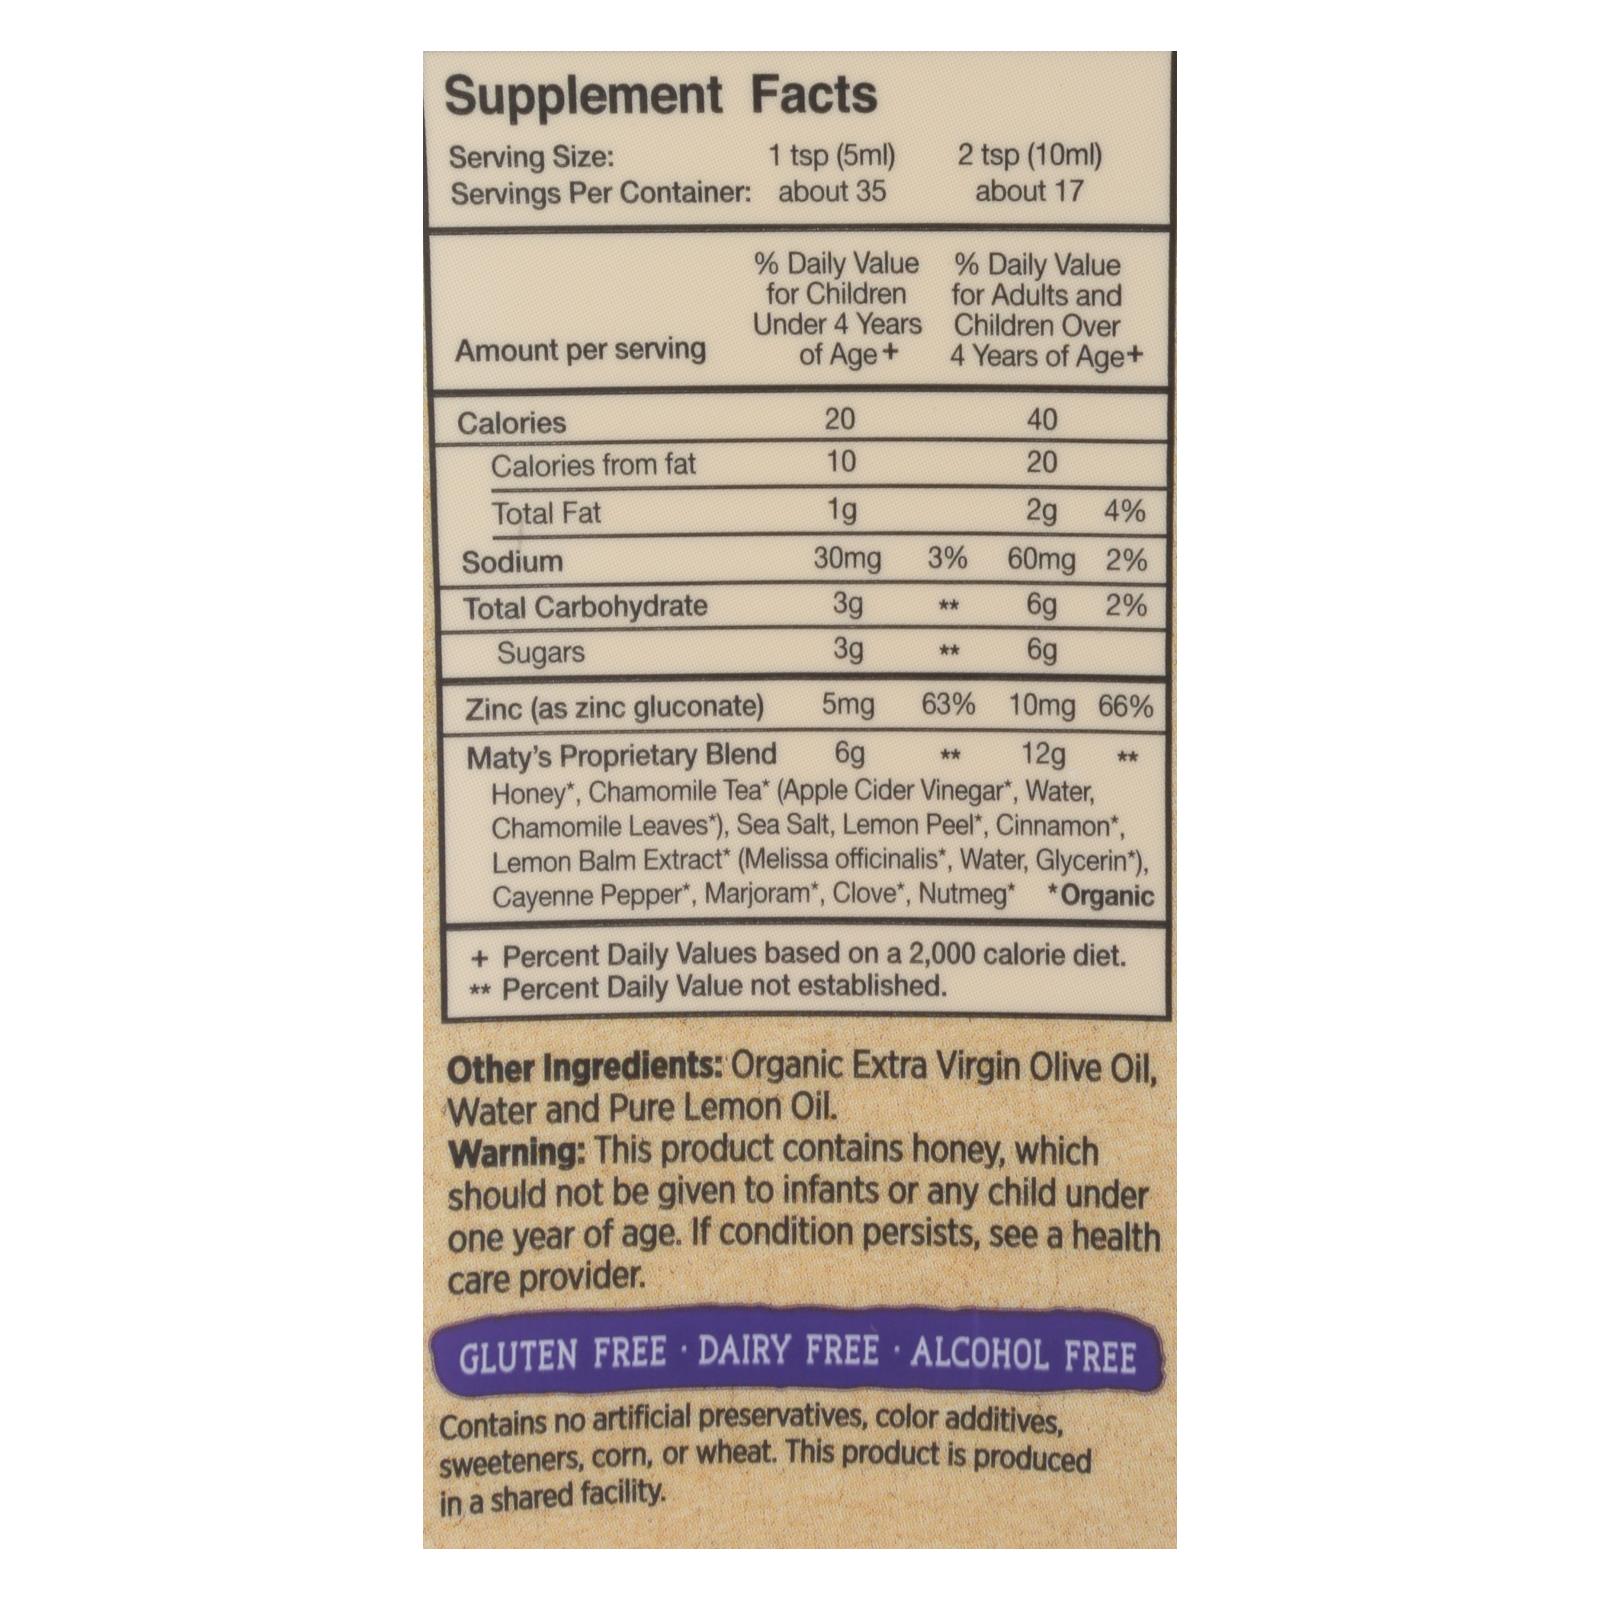 Supplement Facts
Serving Size: 1 tsp (5ml) 2 tsp (10ml)
Servings Per Container: about 35 about 17
% Daily Value for Children Under 4 Years of Age+
% Daily Value for Adults and Children Over 4 Years of Age+
Amount per serving
Calories 20 40
Calories from fat 10 20
Total Fat 1g 2g 4%
Sodium 30mg 3% 60mg 2%
Total Carbohydrate 3g ** 6g 2%
Sugars 3g ** 6g
Zinc (as zinc gluconate) 5mg 63% 10mg 66%
Maty's Proprietary Blend 6g ** 12g **
Honey*, Chamomile Tea* (Apple Cider Vinegar*, Water,
Chamomile Leaves*), Sea Salt, Lemon Peel*, Cinnamon*,
Lemon Balm Extract* (Melissa officinalis*, Water, Glycerin*),
Cayenne Pepper*, Marjoram*, Clove*, Nutmeg* *Organic
+ Percent Daily Values based on a 2,000 calorie diet.
** Percent Daily Value not established.
Other Ingredients: Organic Extra Virgin Olive Oil,
Water and Pure Lemon Oil.
Warning: This product contains honey, which
should not be given to infants or any child under
one year of age. If condition persists, see a health
care provider.
GLUTEN FREE · DAIRY FREE · ALCOHOL FREE
Contains no artificial preservatives, color additives,
sweeteners, corn, or wheat. This product is produced
in a shared facility.